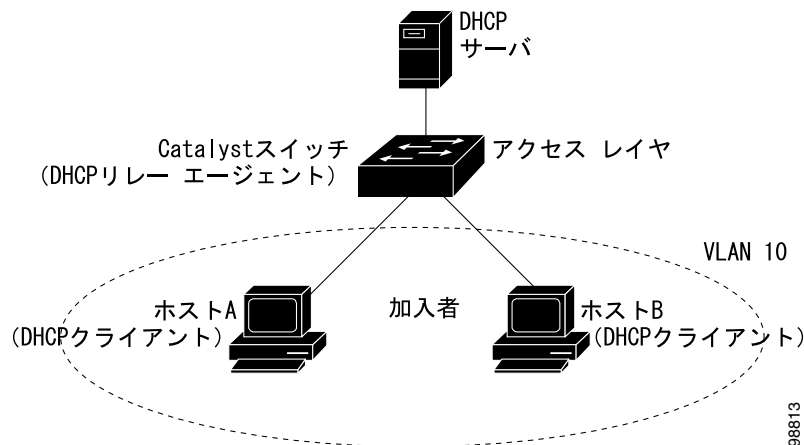 DHCP
サーバ
Catalystスイッチ
(DHCPリレー エージェント)
アクセス レイヤ
VLAN 10
ホストA
(DHCPクライアント)
加入者
ホストB
(DHCPクライアント)
98813